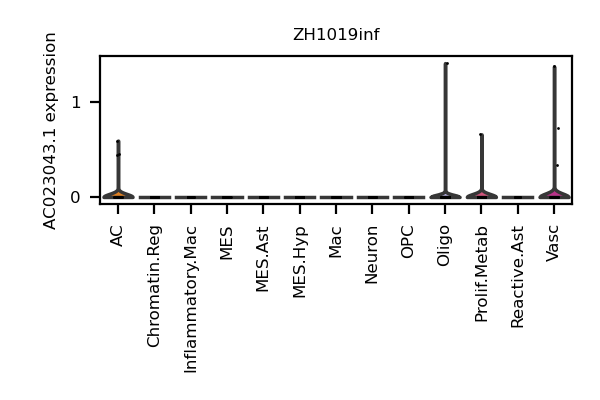 ZH1019inf
AC023043.1 expression
1
0
AC
Chromatin.Reg
Inflammatory.Mac
MES
MES.Ast
MES.Hyp
Mac
Neuron
OPC
Oligo
Prolif.Metab
Reactive.Ast
Vasc